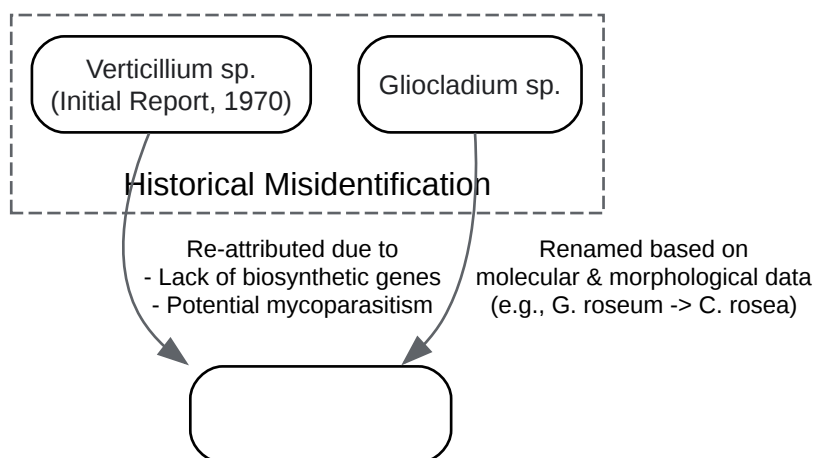 Verticillium sp.
(Initial Report, 1970)
Gliocladium sp.
Historical Misidentification
Re-attributed due to
- Lack of biosynthetic genes
- Potential mycoparasitism
Renamed based on
molecular & morphological data
(e.g., G. roseum -> C. rosea)